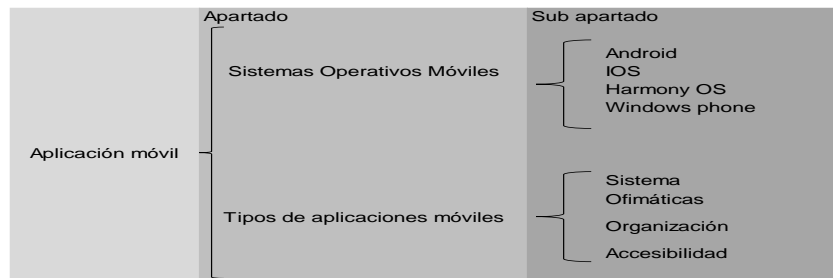 Apartado
Sub apartado
Sistemas Operativos Móviles
Android
IOS
Harmony OS
Windows phone
Aplicación móvil
Tipos de aplicaciones móviles
Sistema
Ofimáticas
Organización
Accesibilidad